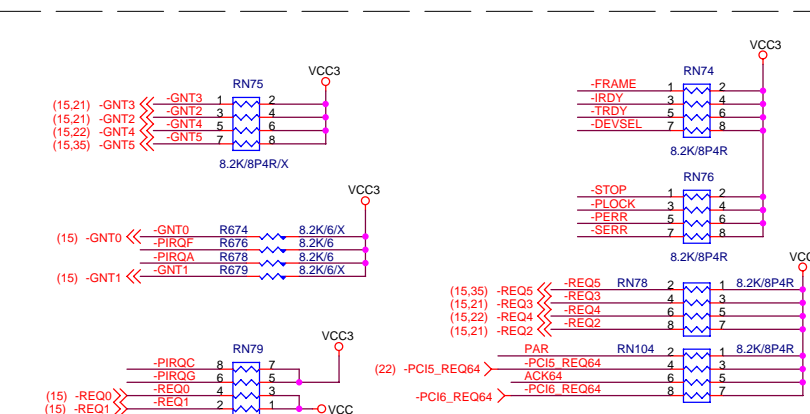 VCC3
RN75
(15,21) -GNT3 -GNT3 1 2
(15,21) -GNT2 -GNT2 3 4
(15,22) -GNT4 -GNT4 5 6
(15,35) -GNT5 -GNT5 7 8
8.2K/8P4R/X
VCC3
RN74
-FRAME 1 2
-IRDY 3 4
-TRDY 5 6
-DEVSEL 7 8
8.2K/8P4R
RN76
-STOP 1 2
-PLOCK 3 4
-PERR 5 6
-SERR 7 8
8.2K/8P4R
VCC3
(15) -GNT0 -GNT0 R674 8.2K/6/X
-PIRQF R676 8.2K/6
-PIRQA R678 8.2K/6
(15) -GNT1 -GNT1 R679 8.2K/6/X
VCC
(15,35) -REQ5 -REQ5 RN78 2 1 8.2K/8P4R
(15,21) -REQ3 -REQ3 4 3
(15,22) -REQ4 -REQ4 6 5
(15,21) -REQ2 -REQ2 8 7
VCC3
RN79
-PIRQC 8 7
-PIRQG 6 5
(15) -REQ0 -REQ0 4 3
(15) -REQ1 -REQ1 2 1 VCC
PAR RN104 2 1 8.2K/8P4R
(22) -PCI5_REQ64 -PCI5_REQ64 4 3
ACK64 6 5
-PCI6_REQ64 -PCI6_REQ64 8 7